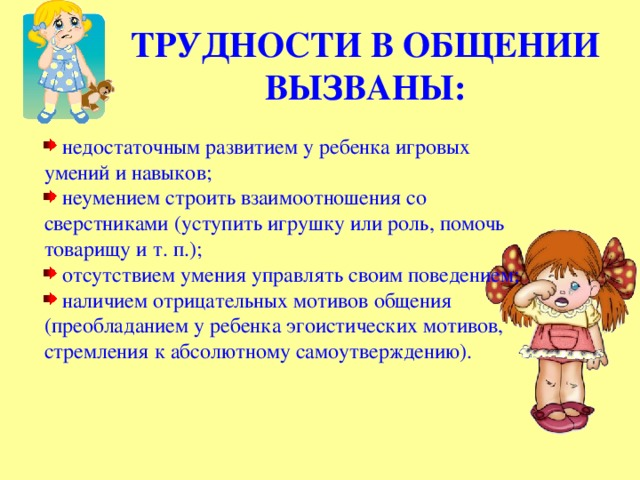 ТРУДНОСТИ В ОБЩЕНИИ
ВЫЗВАНЫ:
недостаточным развитием у ребенка игровых
умений и навыков;
неумением строить взаимоотношения со
сверстниками (уступить игрушку или роль, помочь
товарищу и т. п.);
отсутствием умения управлять своим поведением;
наличием отрицательных мотивов общения
(преобладанием у ребенка эгоистических мотивов,
стремления к абсолютному самоутверждению).